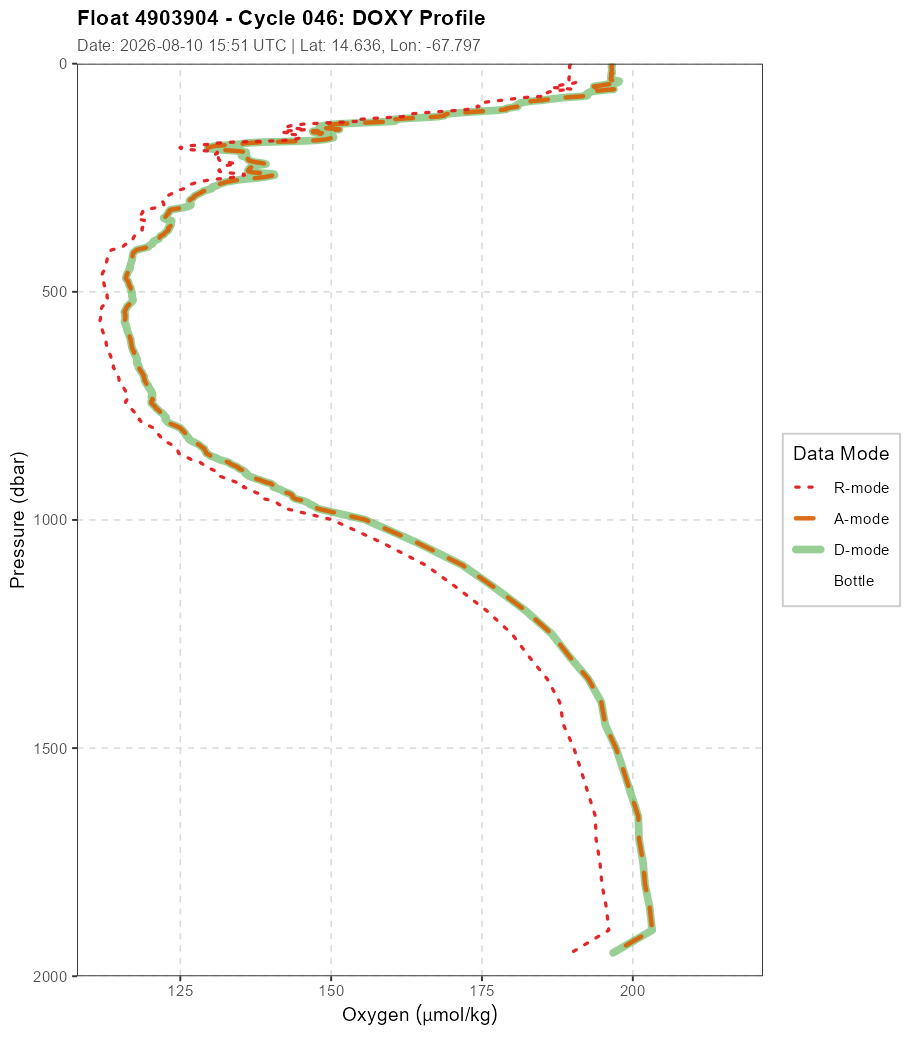 Float 4903904 - Cycle 046: DOXY Profile
Date: 2026-08-10 15:51 UTC | Lat: 14.636, Lon: -67.797
0
500
1000
1500
2000
Pressure (dbar)
125 150 175 200
Oxygen (µmol/kg)
Data Mode
R-mode
A-mode
D-mode
Bottle